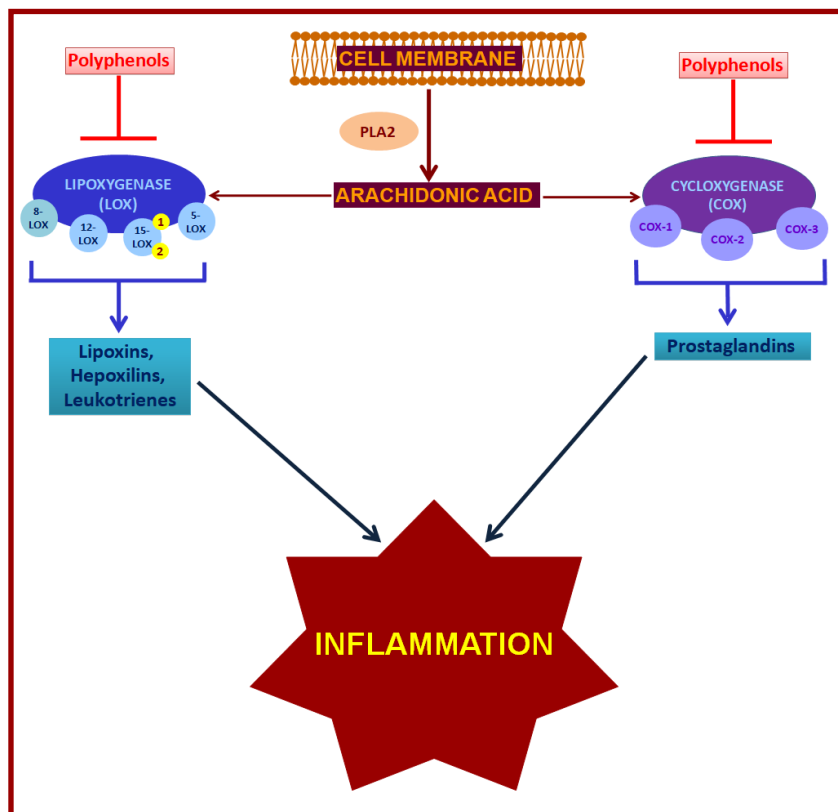 CELL MEMBRANE
Polyphenols
Polyphenols
PLA2
LIPOXYGENASE
(LOX)
ARACHIDONIC ACID
CYCLOXYGENASE
(COX)
8-
LOX
12-
LOX
15-
LOX
1
2
5-
LOX
COX-1
COX-2
COX-3
Lipoxins,
Hepoxilins,
Leukotrienes
Prostaglandins
INFLAMMATION